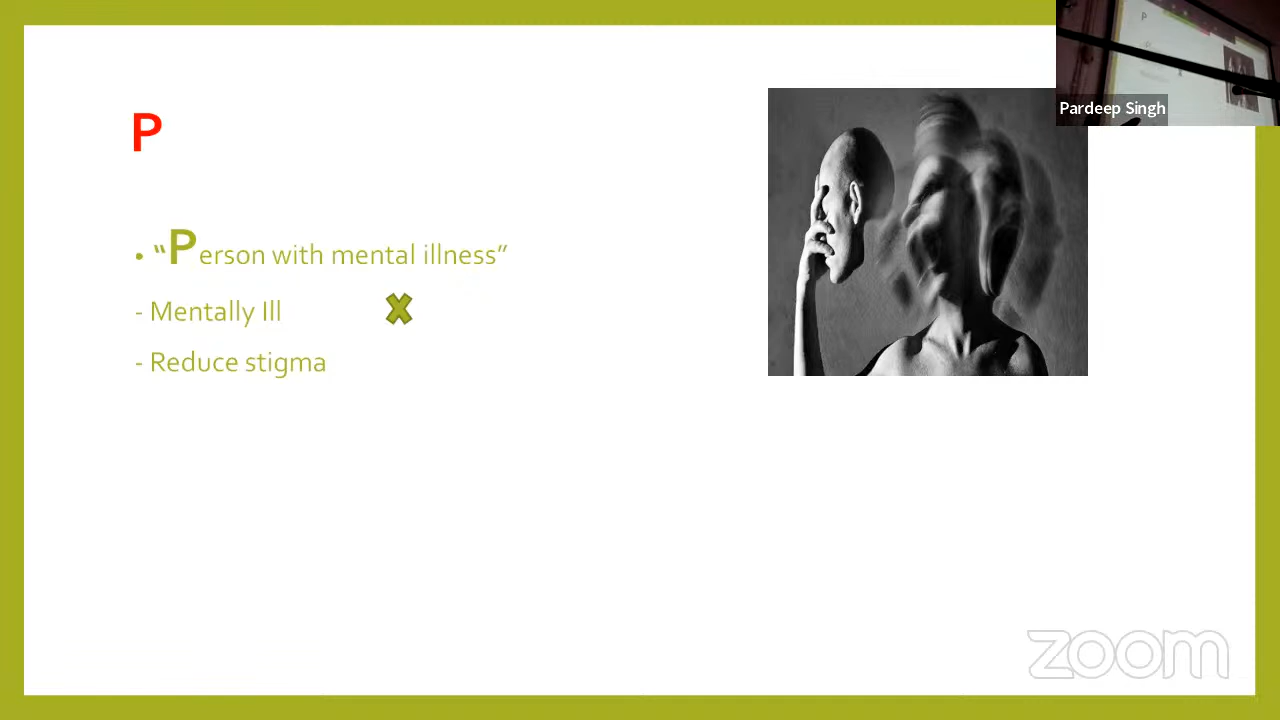 P
Pardeep Singh
• “Person with mental illness”
- Mentally Ill
- Reduce stigma
zoom